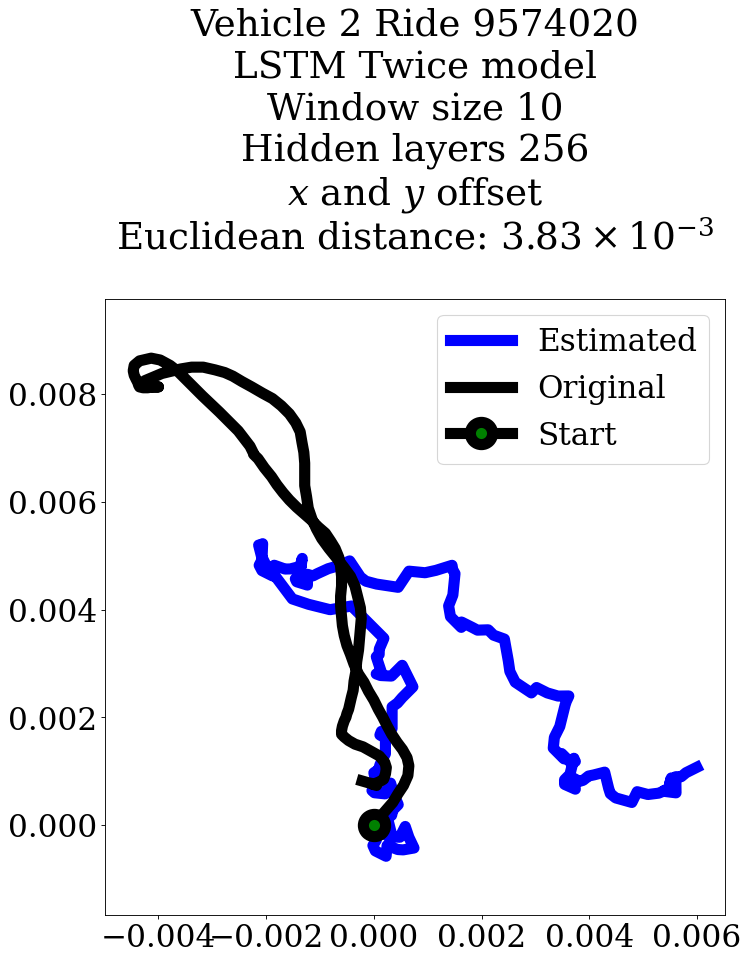 Vehicle 2 Ride 9574020
LSTM Twice model
Window size 10
Hidden layers 256
x and y offset
Euclidean distance: 3.83 × 10⁻³
Estimated
Original
Start
0.008
0.006
0.004
0.002
0.000
−0.004 −0.002 0.000 0.002 0.004 0.006